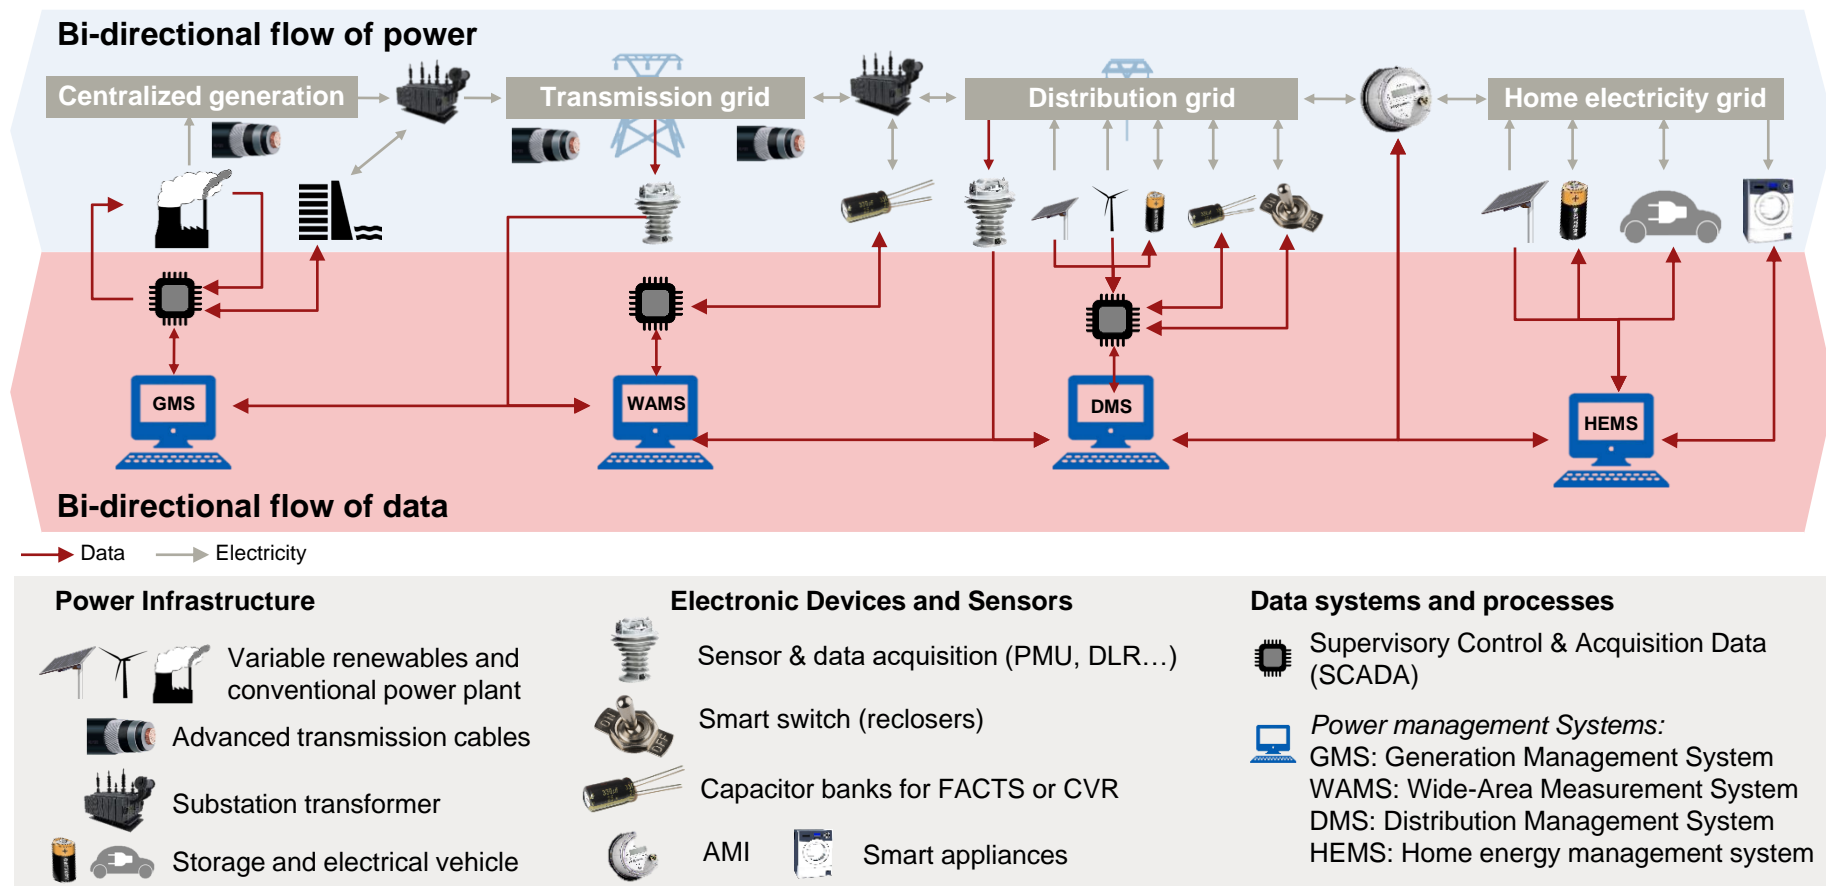 Bi-directional flow of power
Centralized generation
Transmission grid
Distribution grid
Home electricity grid
GMS
WAMS
DMS
HEMS
Bi-directional flow of data
Data
Electricity
Power Infrastructure
Variable renewables and
conventional power plant
Advanced transmission cables
Substation transformer
Storage and electrical vehicle
Electronic Devices and Sensors
Sensor & data acquisition (PMU, DLR…)
ON
OFF
Smart switch (reclosers)
Capacitor banks for FACTS or CVR
AMI
Smart appliances
Data systems and processes
Supervisory Control & Acquisition Data
(SCADA)
Power management Systems:
GMS: Generation Management System
WAMS: Wide-Area Measurement System
DMS: Distribution Management System
HEMS: Home energy management system